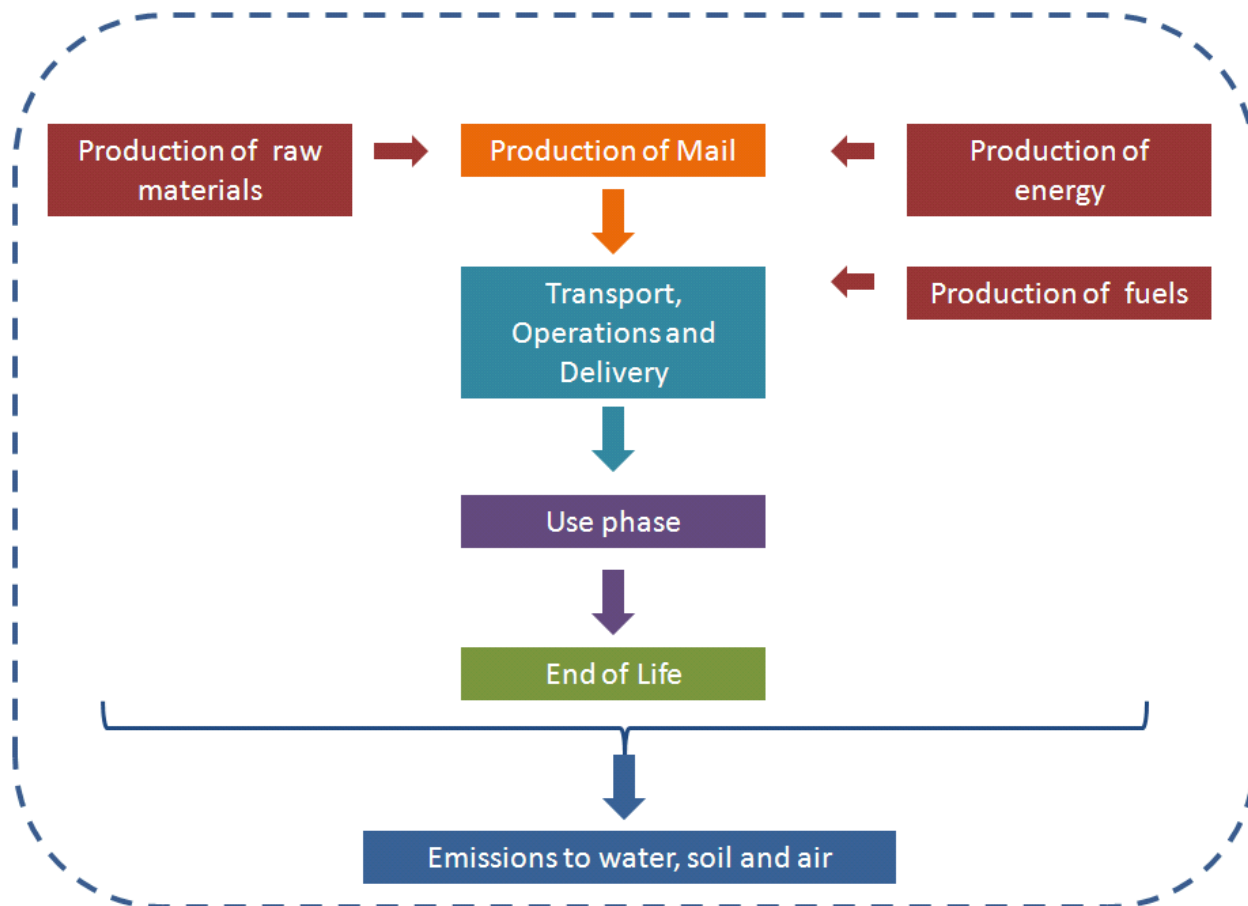 Production of raw
materials
Production of Mail
Production of
energy
Transport,
Operations and
Delivery
Production of fuels
Use phase
End of Life
Emissions to water, soil and air